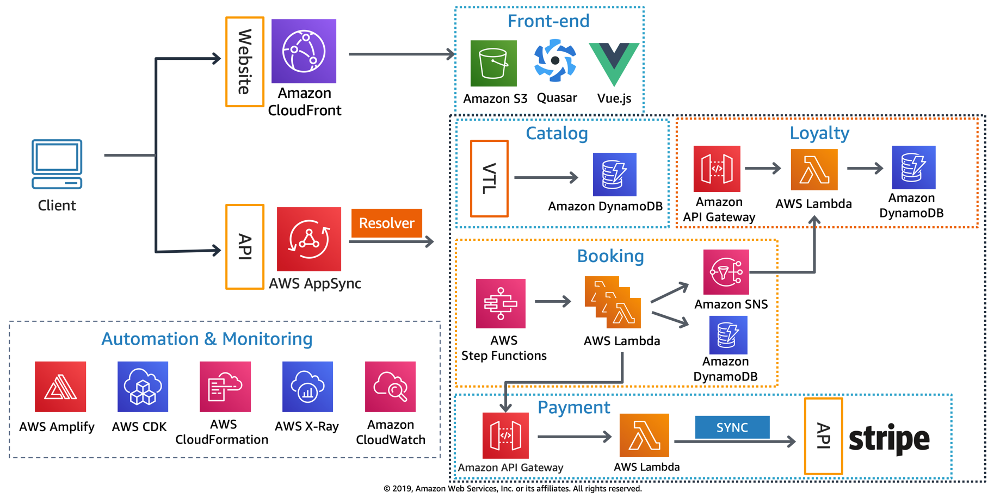 Front-end
Website
Amazon
CloudFront
Amazon S3
Quasar
Vue.js
Client
Catalog
VTL
Amazon DynamoDB
Loyalty
Amazon
API Gateway
AWS Lambda
Amazon
DynamoDB
API
AWS AppSync
Resolver
Booking
AWS
Step Functions
AWS Lambda
Amazon SNS
Amazon
DynamoDB
Automation & Monitoring
AWS Amplify
AWS CDK
AWS
CloudFormation
AWS X-Ray
Amazon
CloudWatch
Payment
Amazon API Gateway
AWS Lambda
SYNC
API
stripe
© 2019, Amazon Web Services, Inc. or its affiliates. All rights reserved.